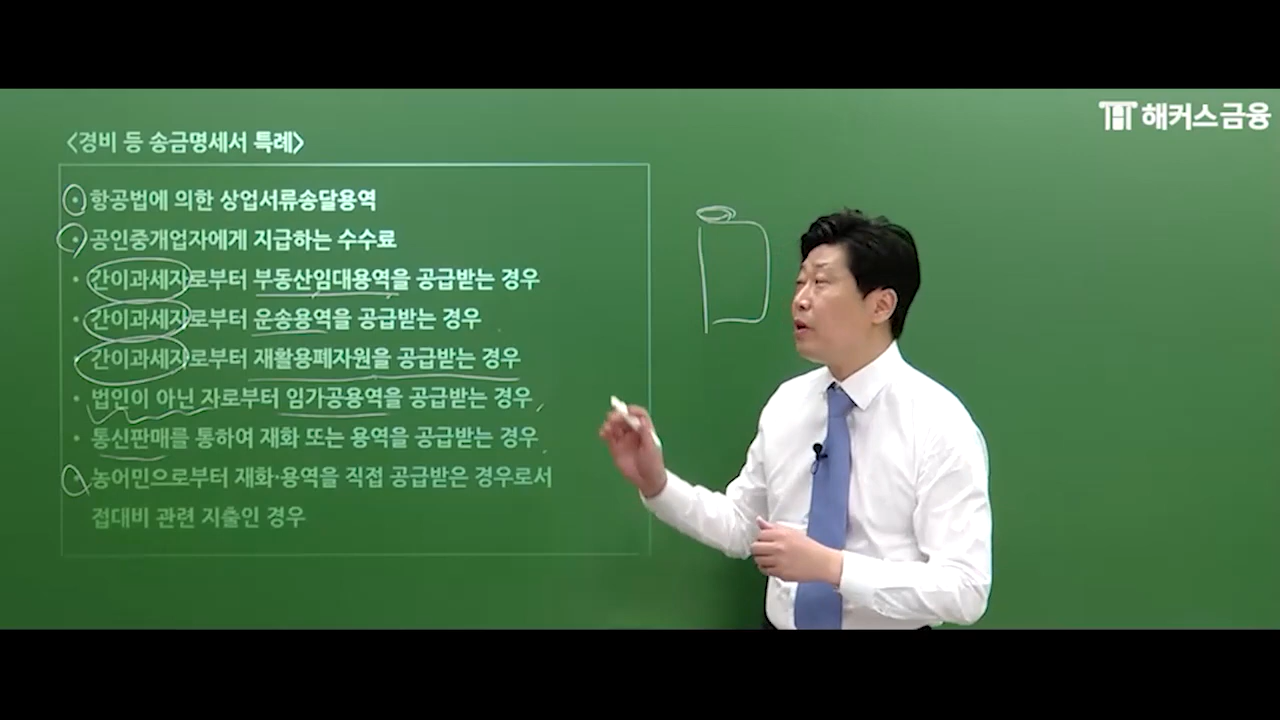 해커스금융
<경비 등 송금명세서 특례>
• 항공법에 의한 상업서류송달용역
• 공인중개업자에게 지급하는 수수료
• 간이과세자로부터 부동산임대용역을 공급받는 경우
• 간이과세자로부터 운송용역을 공급받는 경우
• 간이과세자로부터 재활용폐자원을 공급받는 경우
• 법인이 아닌 자로부터 임가공용역을 공급받는 경우
• 통신판매를 통하여 재화 또는 용역을 공급받는 경우
• 농어민으로부터 재화·용역을 직접 공급받은 경우로서
접대비 관련 지출인 경우